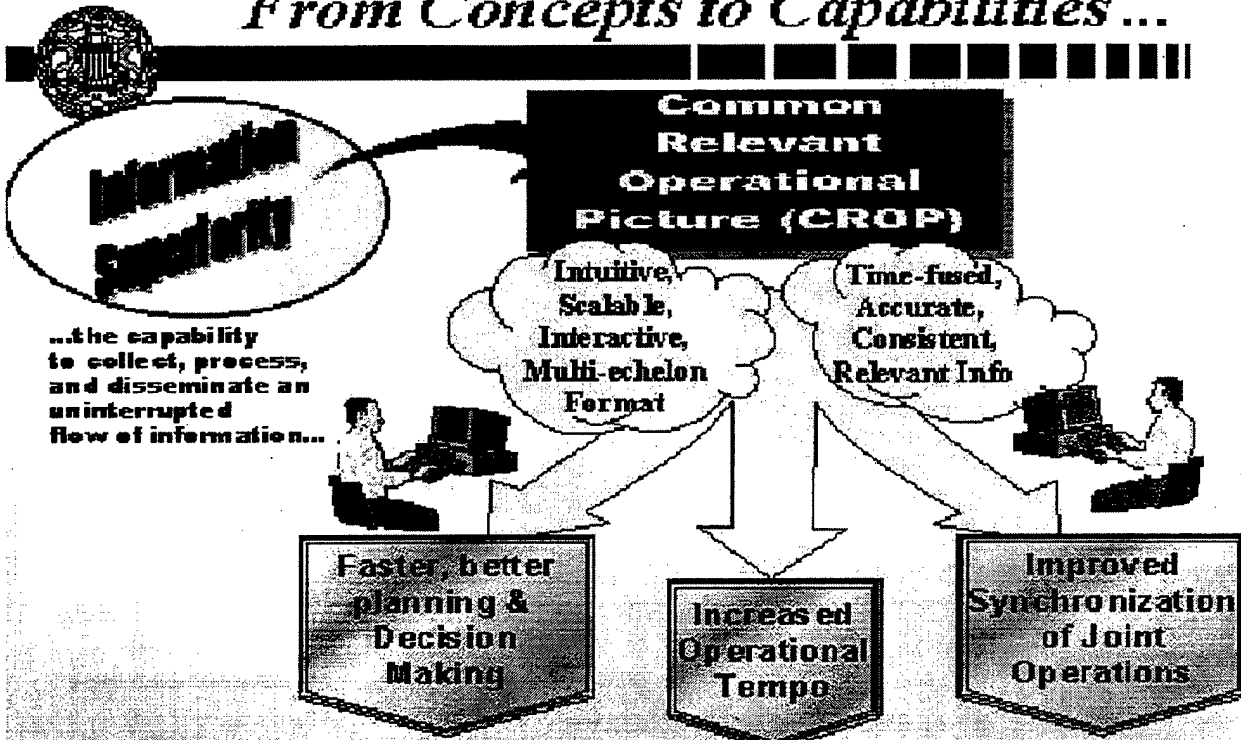 From Concepts to Capabilities...
Information
Superiority
...the capability
to collect, process,
and disseminate an
uninterrupted
flow of information...
Common
Relevant
Operational
Picture (CROP)
Intuitive,
Scalable,
Interactive,
Multi-echelon
Format
Time-fused,
Accurate,
Consistent,
Relevant Info
Faster, better
planning &
Decision
Making
Increased
Operational
Tempo
Improved
Synchronization
of Joint
Operations